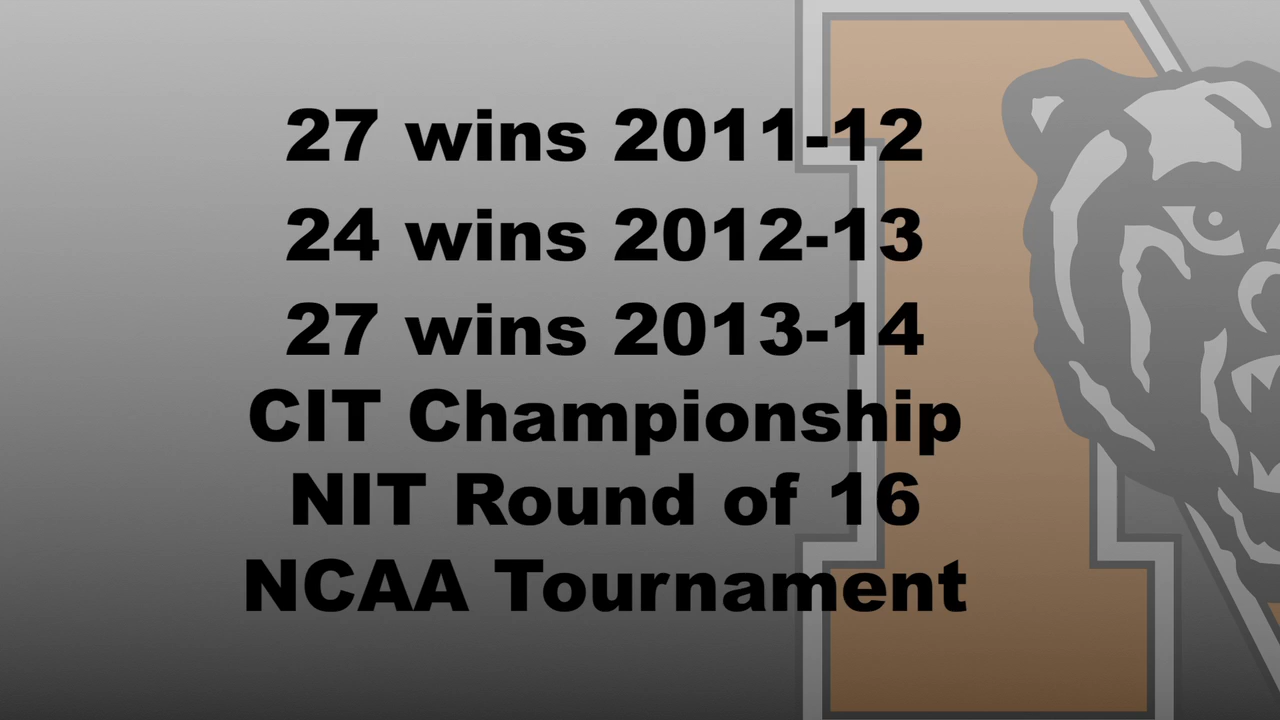 27 wins 2011-12
24 wins 2012-13
27 wins 2013-14
CIT Championship
NIT Round of 16
NCAA Tournament